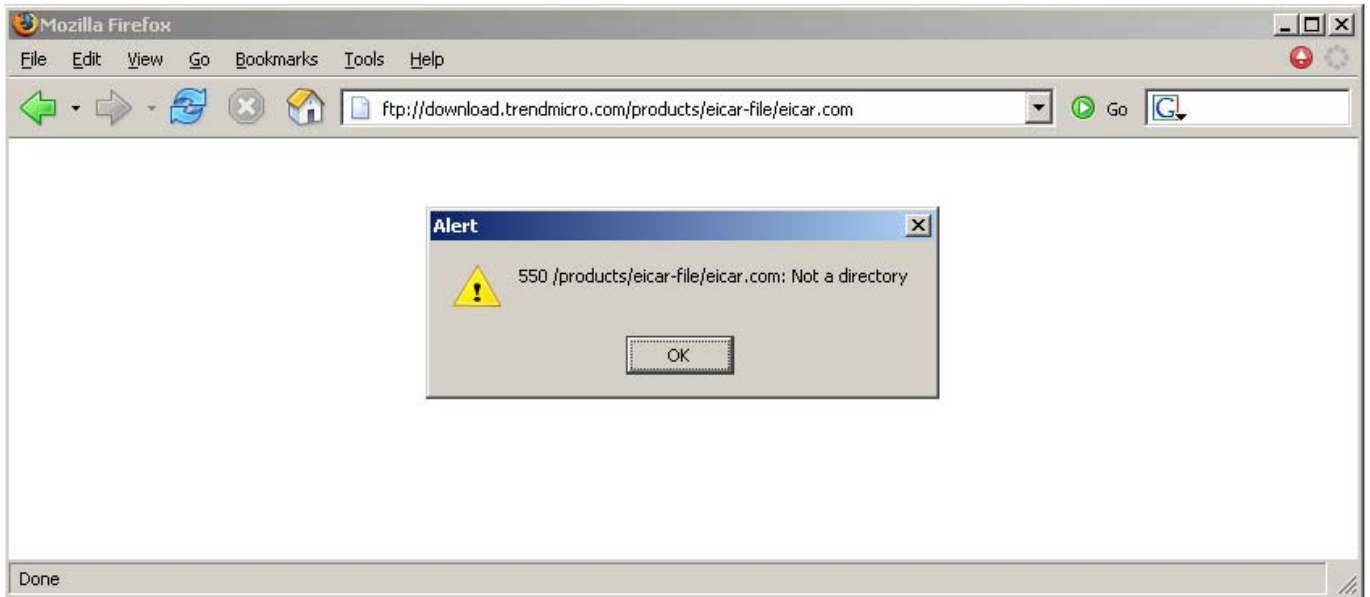 Mozilla Firefox
File Edit View Go Bookmarks Tools Help
ftp://download.trendmicro.com/products/eicar-file/eicar.com Go G
Alert
550 /products/eicar-file/eicar.com: Not a directory
OK
Done